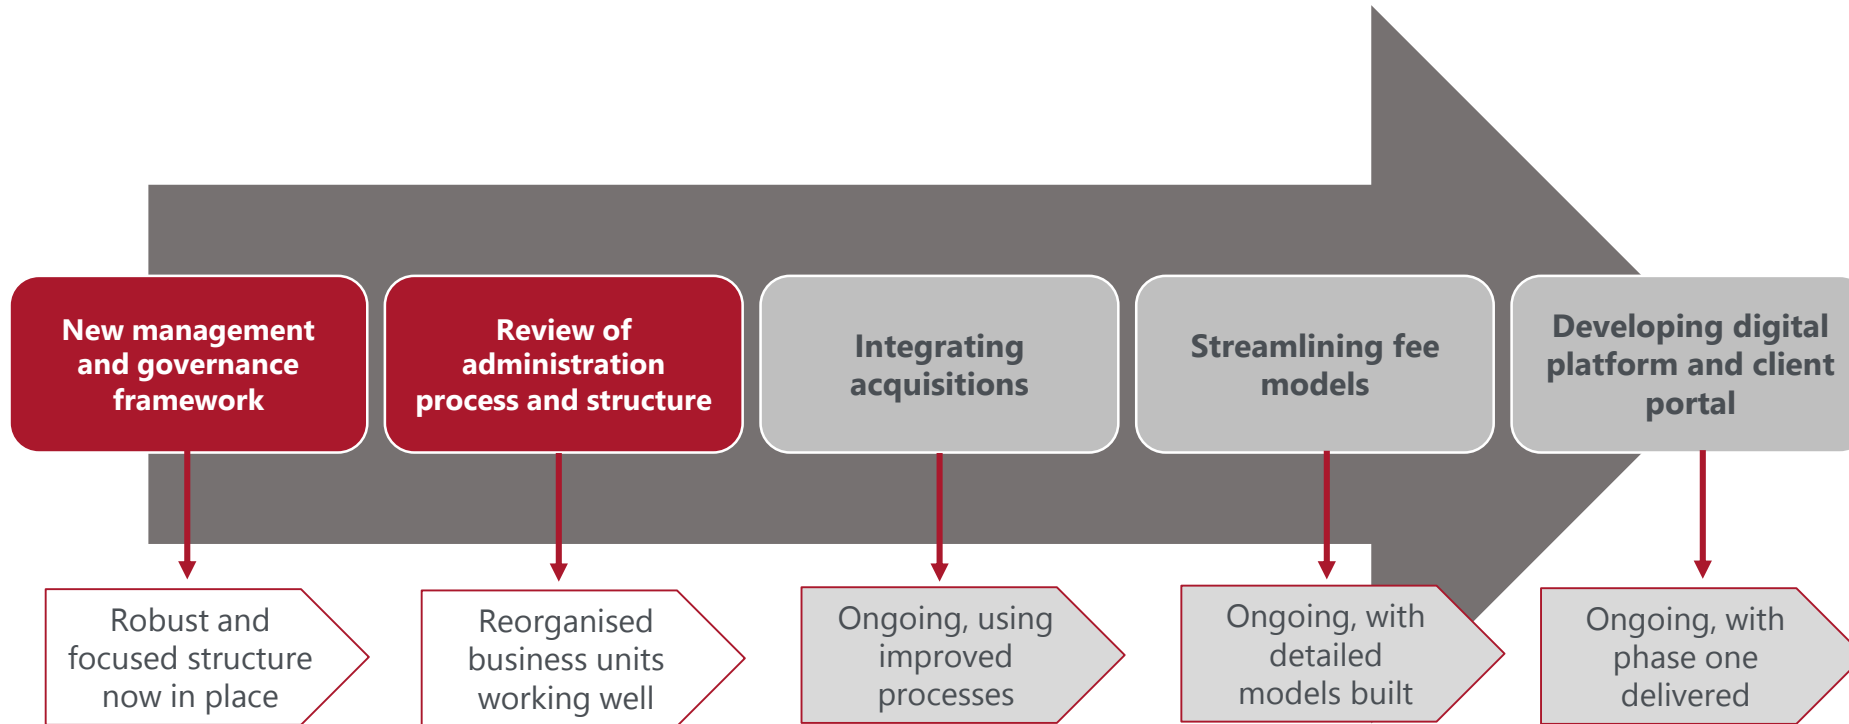 New management
and governance
framework
Review of
administration
process and structure
Integrating
acquisitions
Streamlining fee
models
Developing digital
platform and client
portal
Robust and
focused structure
now in place
Reorganised
business units
working well
Ongoing, using
improved
processes
Ongoing, with
detailed
models built
Ongoing, with
phase one
delivered